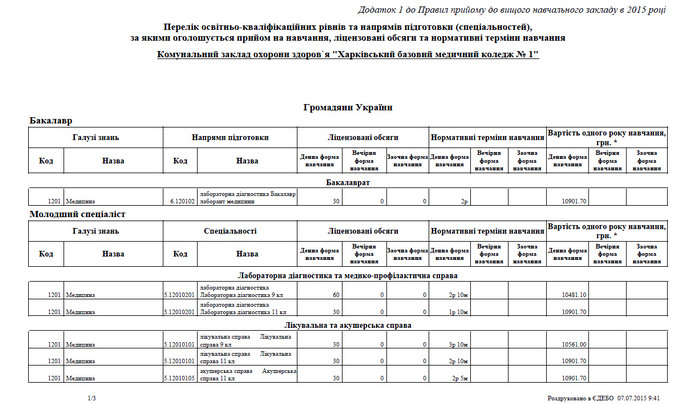 Додаток 1 до Правил прийому до вищого навчального закладу в 2015 році
Перелік освітньо-кваліфікаційних рівнів та напрямів підготовки (спеціальностей),
за якими оголошується прийом на навчання, ліцензовані обсяги та нормативні терміни навчання
Комунальний заклад охорони здоров`я "Харківський базовий медичний коледж № 1"
Громадяни України
Бакалавр
Галузі знань Напрями підготовки Ліцензовані обсяги Нормативні терміни навчання Вартість одного року навчання, грн. *
Код Назва Код Назва Денна форма навчання Вечірня форма навчання Заочна форма навчання Денна форма навчання Вечірня форма навчання Заочна форма навчання Денна форма навчання Вечірня форма навчання Заочна форма навчання
Бакалаврат
1201 Медицина 6.120102 лабораторна діагностика Бакалавр лаборант медицини 30 0 0 2р 10901.70
Молодший спеціаліст
Галузі знань Спеціальності Ліцензовані обсяги Нормативні терміни навчання Вартість одного року навчання, грн. *
Код Назва Код Назва Денна форма навчання Вечірня форма навчання Заочна форма навчання Денна форма навчання Вечірня форма навчання Заочна форма навчання Денна форма навчання Вечірня форма навчання Заочна форма навчання
Лабораторна діагностика та медико-профілактична справа
1201 Медицина 5.12010201 лабораторна діагностика Лабораторна діагностика 9 кл 60 0 0 2р 10м 10481.10
1201 Медицина 5.12010201 лабораторна діагностика Лабораторна діагностика 11 кл 30 0 0 1р 10м 10901.70
Лікувальна та акушерська справа
1201 Медицина 5.12010101 лікувальна справа Лікувальна справа 9 кл 30 0 0 3р 10м 10561.00
1201 Медицина 5.12010101 лікувальна справа Лікувальна справа 11 кл 30 0 0 2р 10м 10901.70
1201 Медицина 5.12010105 акушерська справа Акушерська справа 11 кл 30 0 0 2р 5м 10901.70
1/3 Роздруковано в ЄДЕБО 07.07.2015 9:41